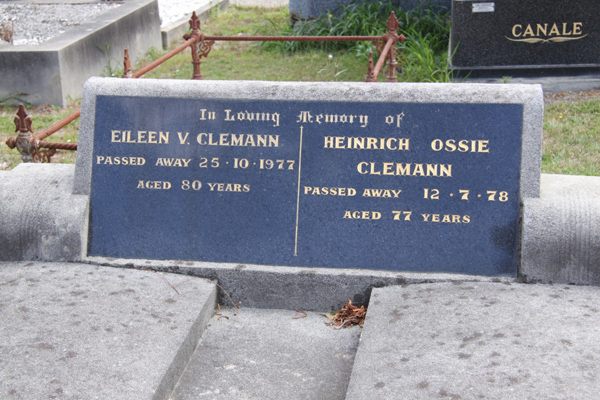 CANALE
In Loving Memory of
EILEEN V. CLEMANN
PASSED AWAY 25·10·1977
AGED 80 YEARS
HEINRICH OSSIE
CLEMANN
PASSED AWAY 12·7·78
AGED 77 YEARS